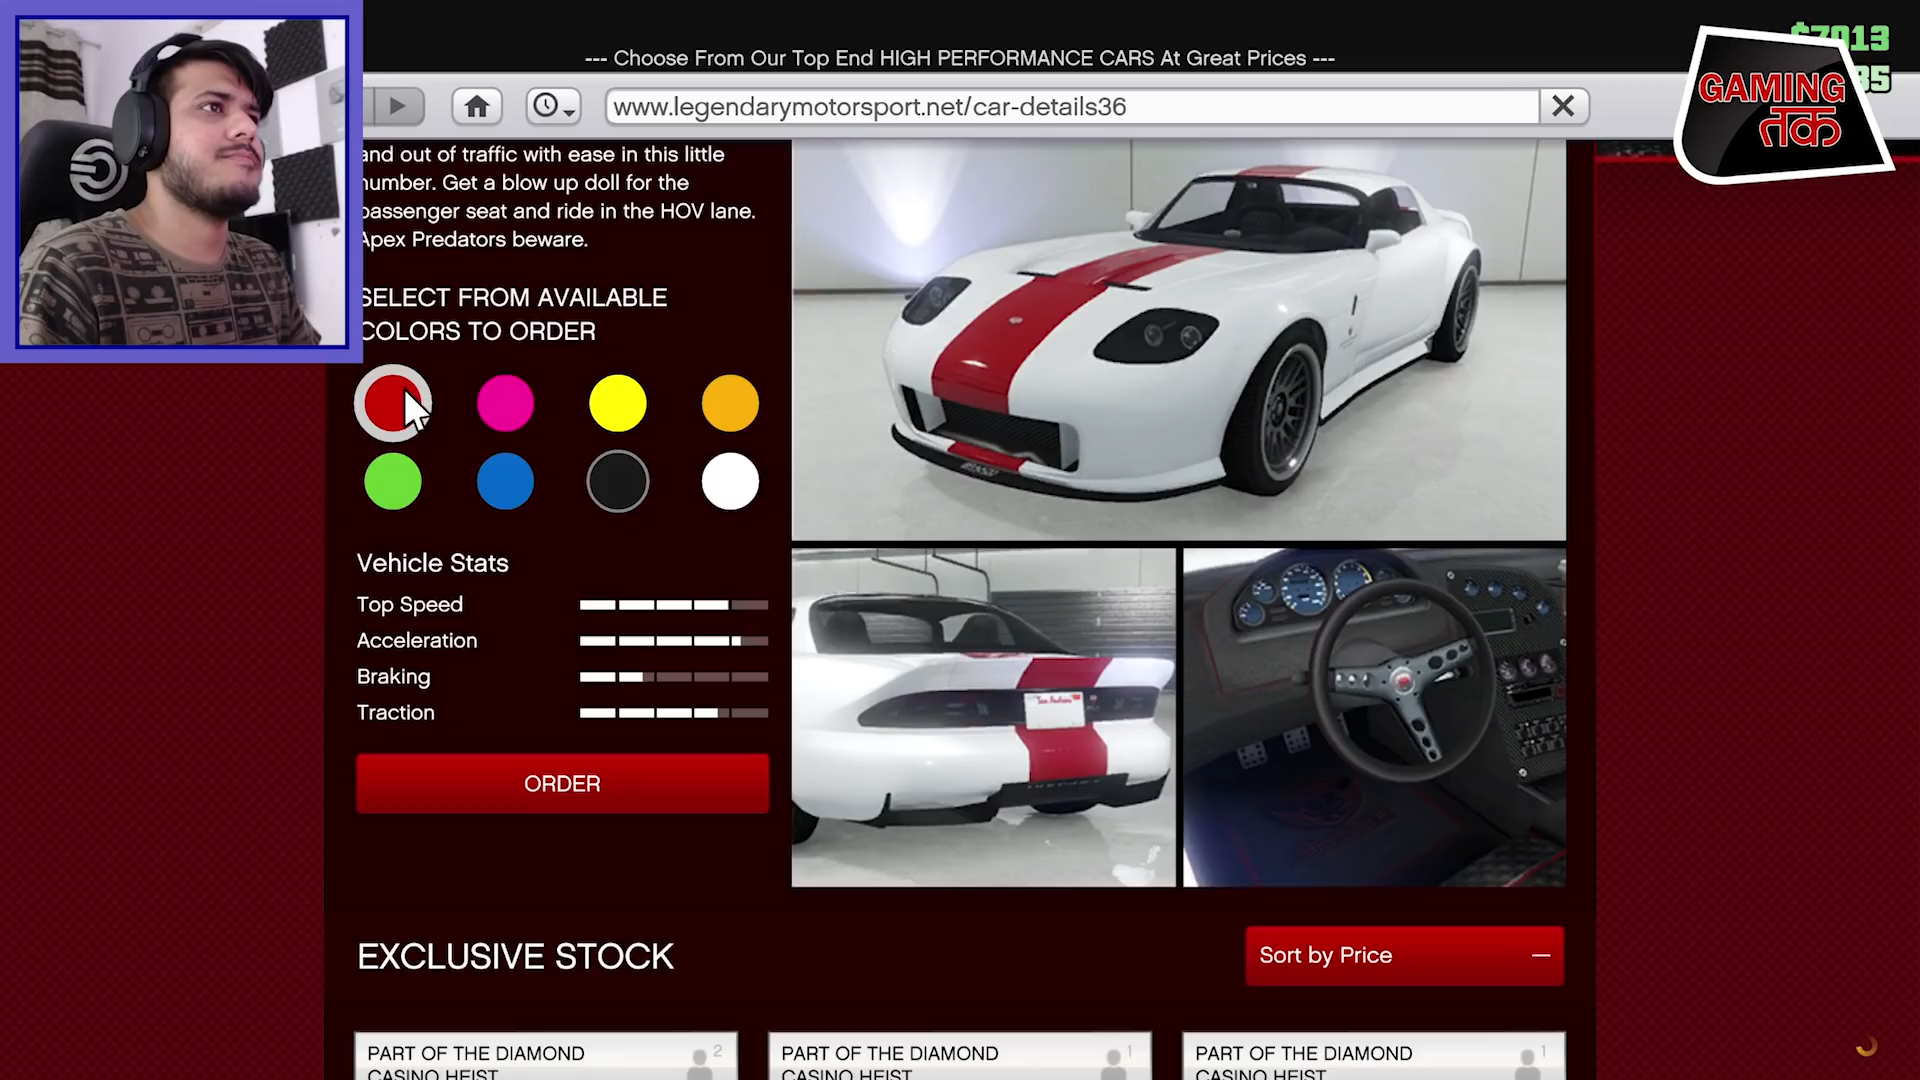 --- Choose From Our Top End HIGH PERFORMANCE CARS At Great Prices ---
www.legendarymotorsport.net/car-details36
GAMING
तक
and out of traffic with ease in this little
number. Get a blow up doll for the
passenger seat and ride in the HOV lane.
Apex Predators beware.
SELECT FROM AVAILABLE
COLORS TO ORDER
Vehicle Stats
Top Speed
Acceleration
Braking
Traction
ORDER
EXCLUSIVE STOCK
Sort by Price
PART OF THE DIAMOND
CASINO HEIST
2
PART OF THE DIAMOND
CASINO HEIST
1
PART OF THE DIAMOND
CASINO HEIST
1